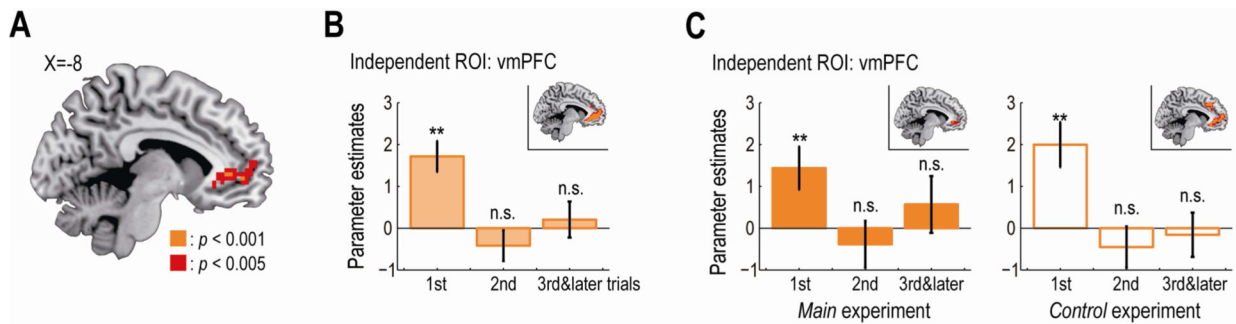 A
X=-8
: p < 0.001
: p < 0.005
B
Independent ROI: vmPFC
Parameter estimates
3
2
1
0
−1
**
n.s.
n.s.
1st 2nd 3rd&later trials
C
Independent ROI: vmPFC
Parameter estimates
3
2
1
0
−1
**
n.s.
n.s.
1st 2nd 3rd&later
Main experiment
3
2
1
0
−1
**
n.s.
n.s.
1st 2nd 3rd&later
Control experiment